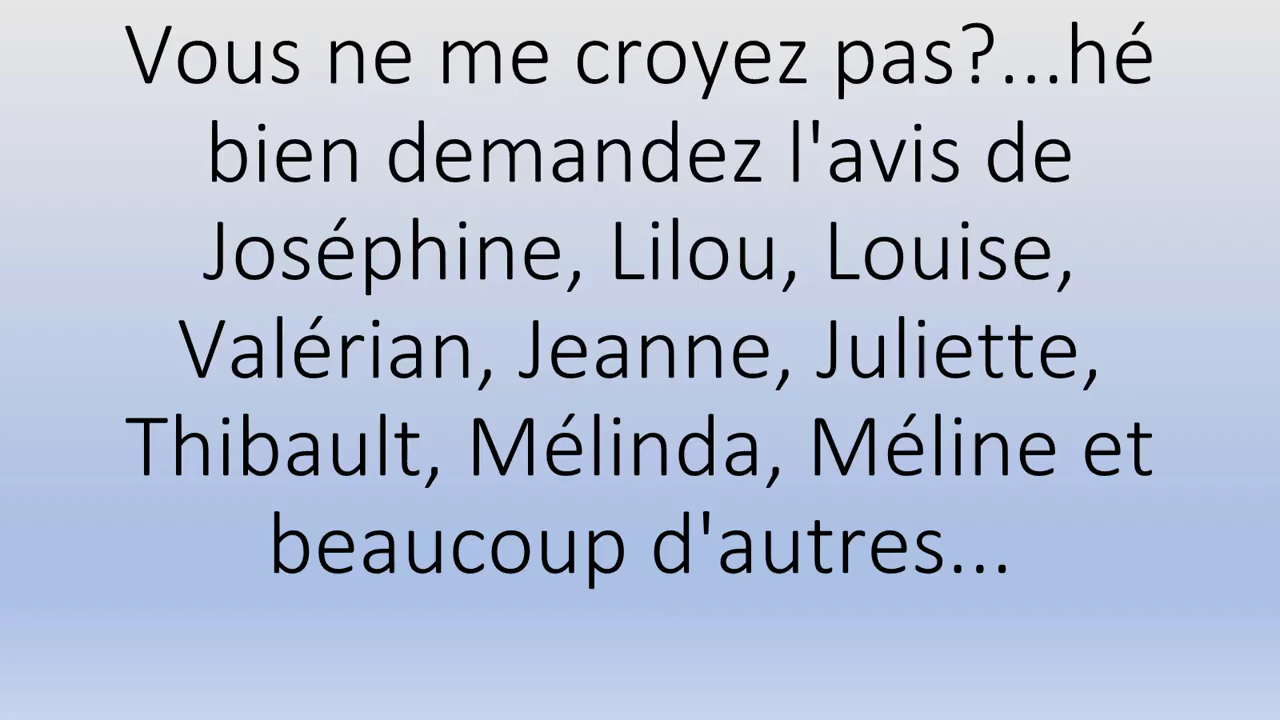 Vous ne me croyez pas?...hé
bien demandez l'avis de
Joséphine, Lilou, Louise,
Valérian, Jeanne, Juliette,
Thibault, Mélinda, Méline et
beaucoup d'autres...